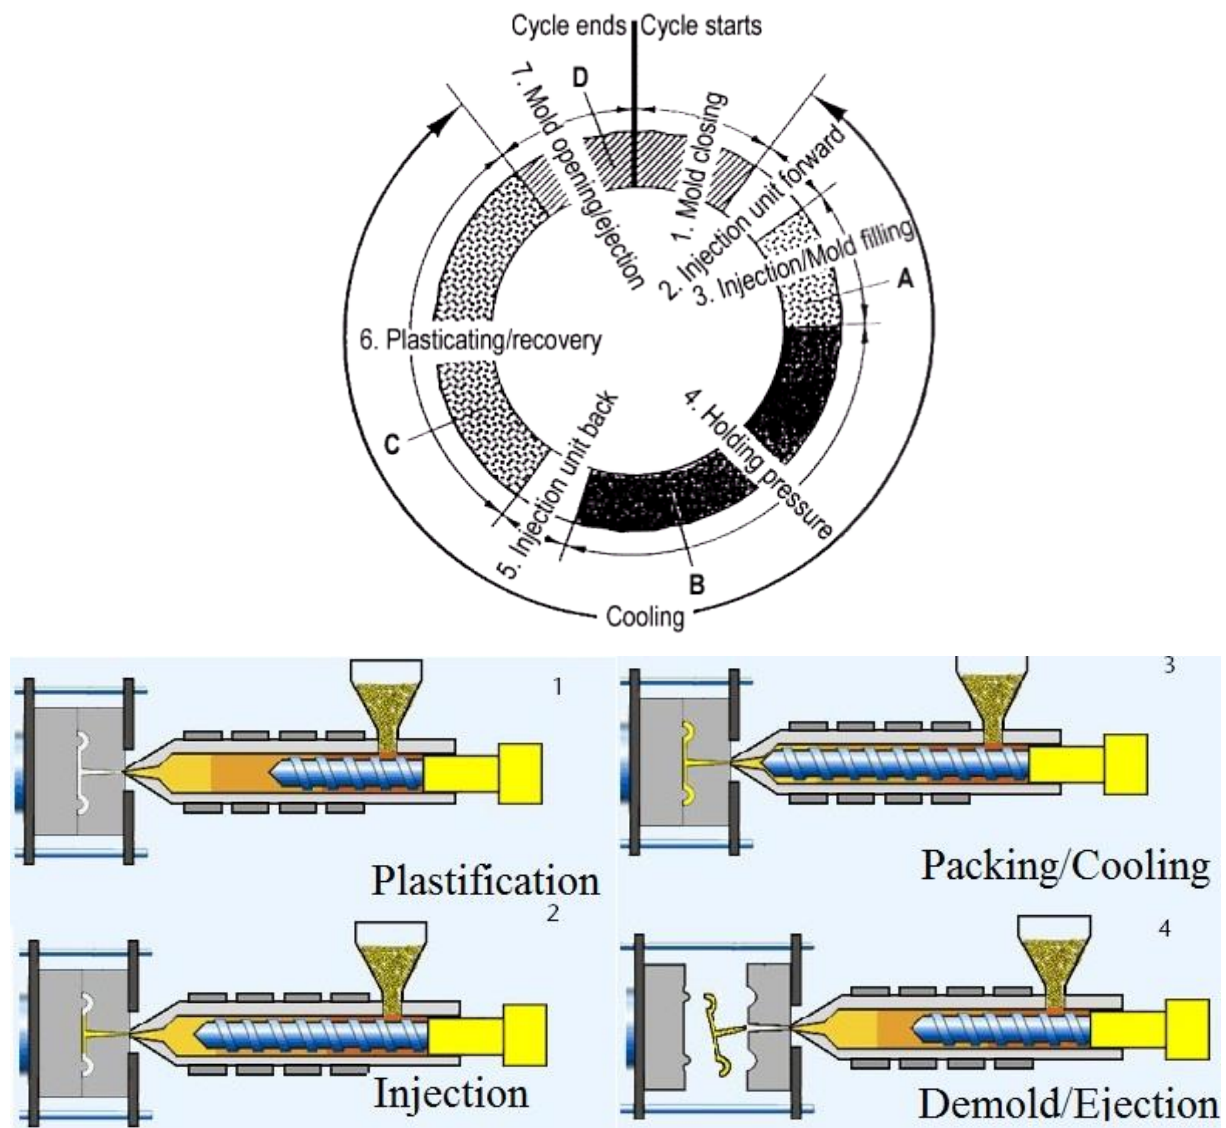 Cycle ends
Cycle starts
7. Mold opening/ejection
D
1. Mold closing
2. Injection unit forward
3. Injection/Mold filling
A
6. Plasticating/recovery
4. Holding pressure
C
5. Injection unit back
B
Cooling
1
Plastification
2
Injection
3
Packing/Cooling
4
Demold/Ejection